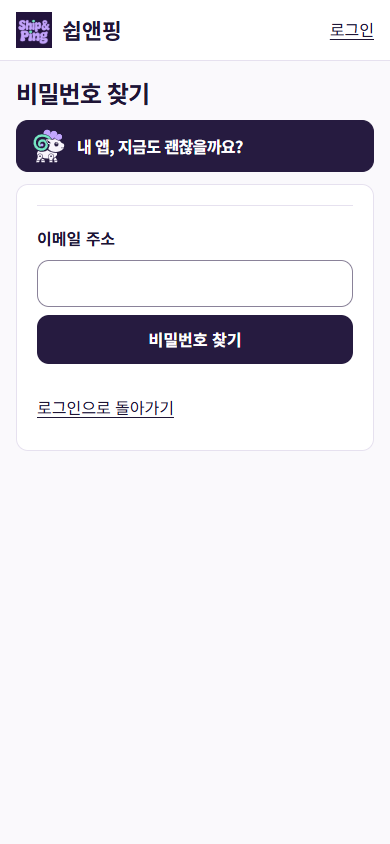 Ship&
Ping
쉽앤핑
로그인
비밀번호 찾기
내 앱, 지금도 괜찮을까요?
이메일 주소
비밀번호 찾기
로그인으로 돌아가기